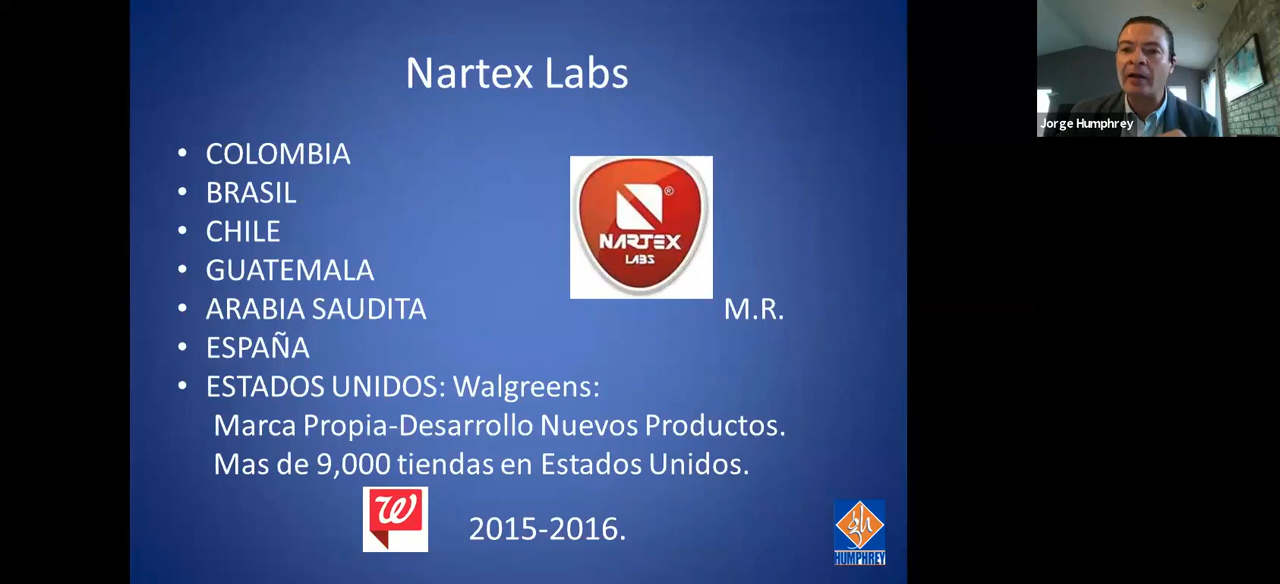 Nartex Labs
Jorge Humphrey
• COLOMBIA
• BRASIL
• CHILE
• GUATEMALA
• ARABIA SAUDITA
• ESPAÑA
• ESTADOS UNIDOS: Walgreens:
Marca Propia-Desarrollo Nuevos Productos.
Mas de 9,000 tiendas en Estados Unidos.
N®
NARTEX
LABS
M.R.
W
2015-2016.
gh
HUMPHREY